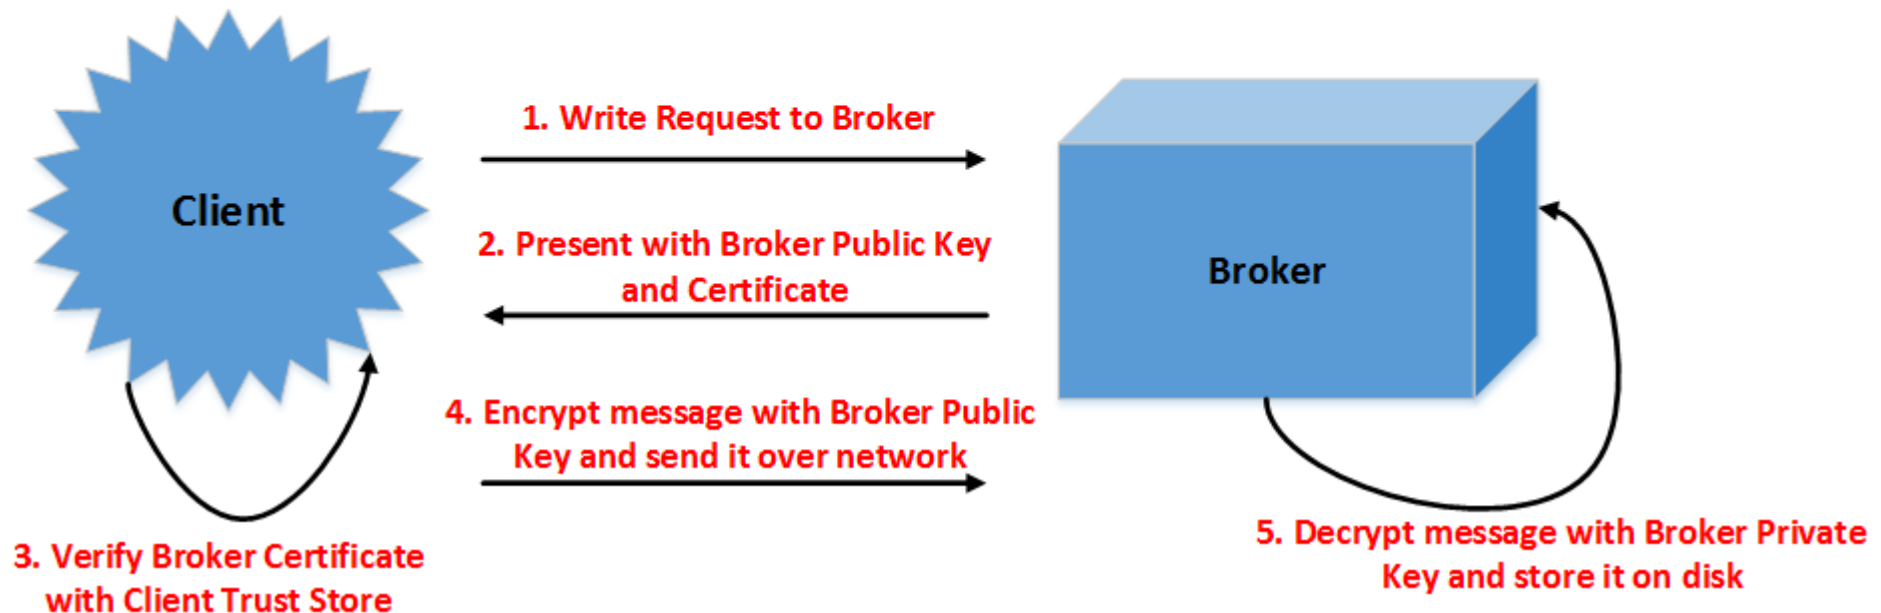 Client
1. Write Request to Broker
2. Present with Broker Public Key
and Certificate
3. Verify Broker Certificate
with Client Trust Store
4. Encrypt message with Broker Public
Key and send it over network
Broker
5. Decrypt message with Broker Private
Key and store it on disk